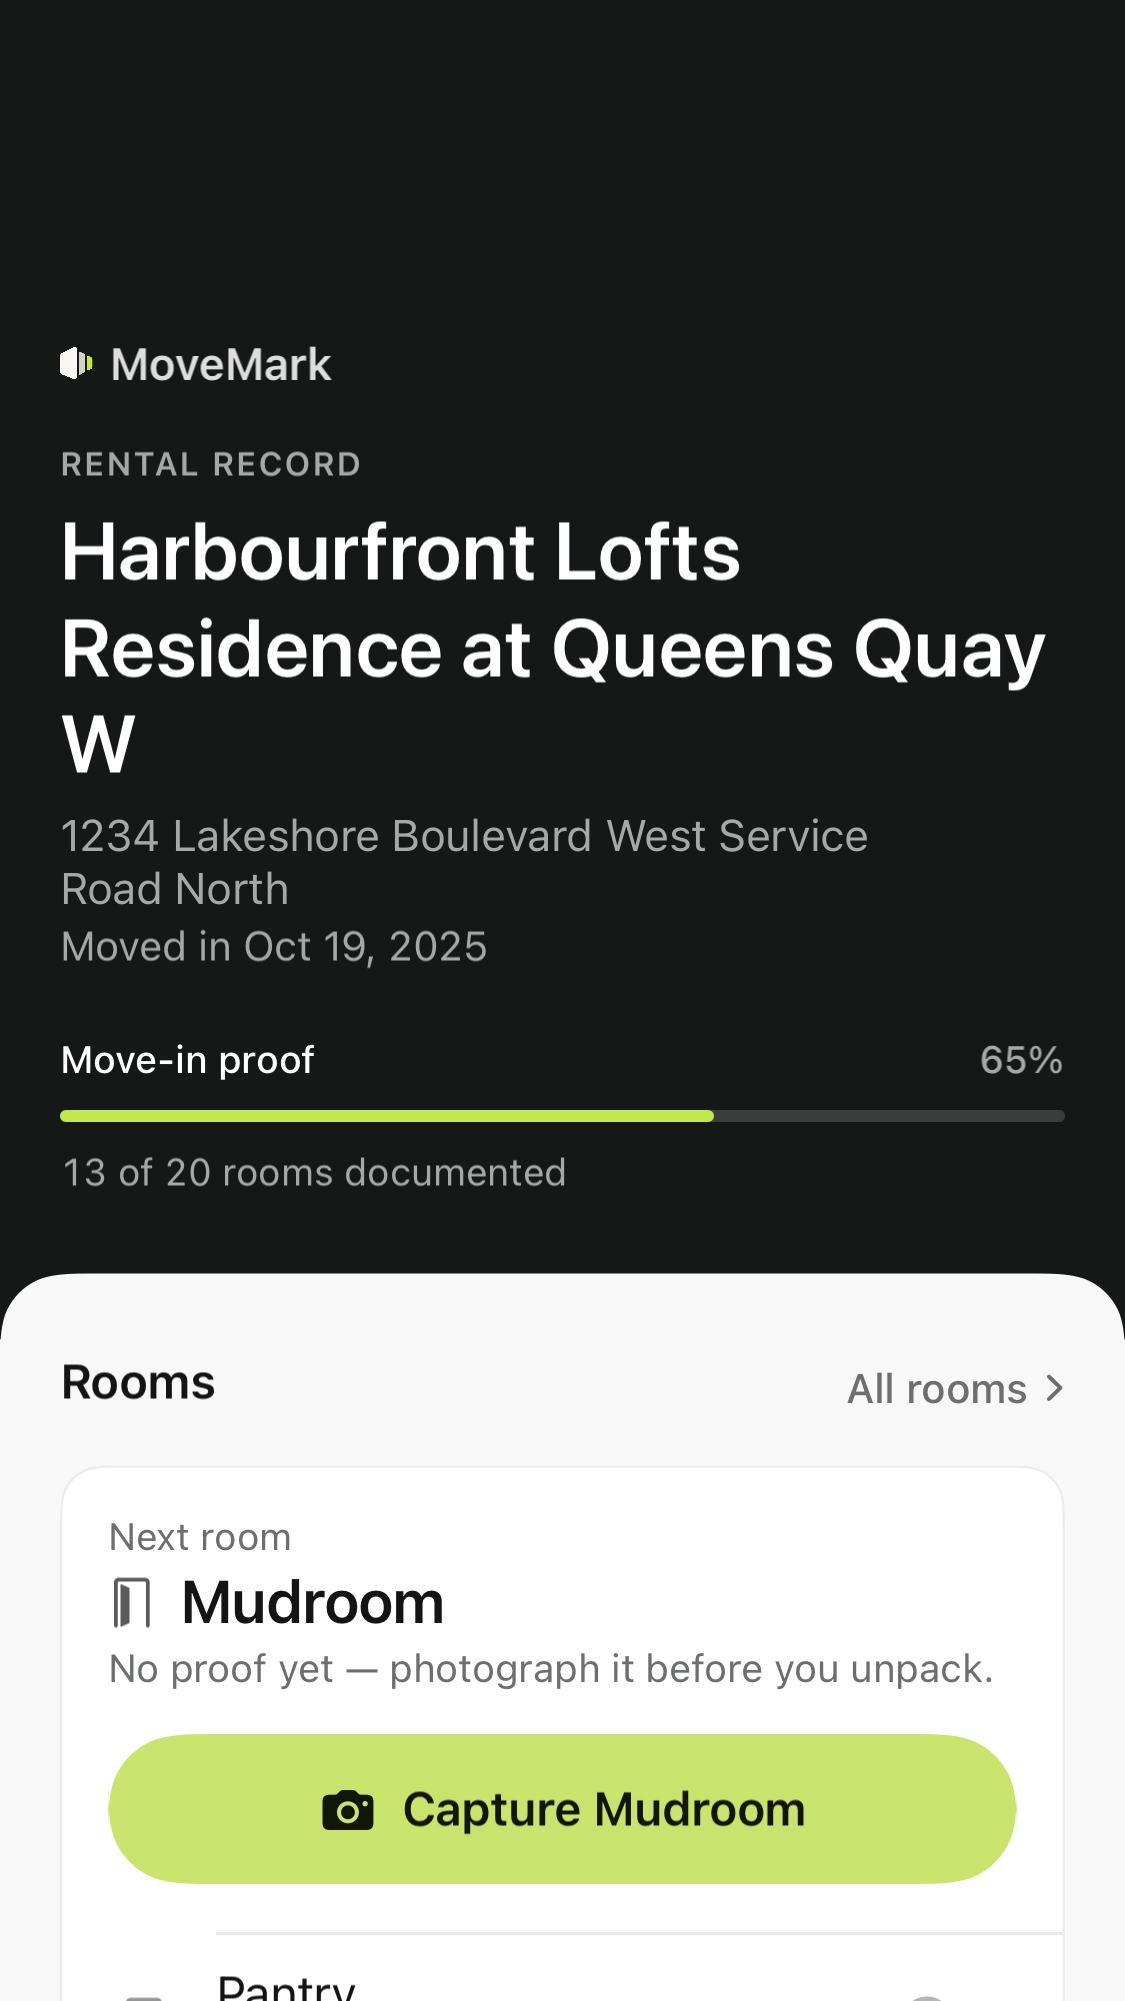 MoveMark
RENTAL RECORD
Harbourfront Lofts
Residence at Queens Quay
W
1234 Lakeshore Boulevard West Service
Road North
Moved in Oct 19, 2025
Move-in proof 65%
13 of 20 rooms documented
Rooms All rooms
Next room
Mudroom
No proof yet — photograph it before you unpack.
Capture Mudroom
Pantry